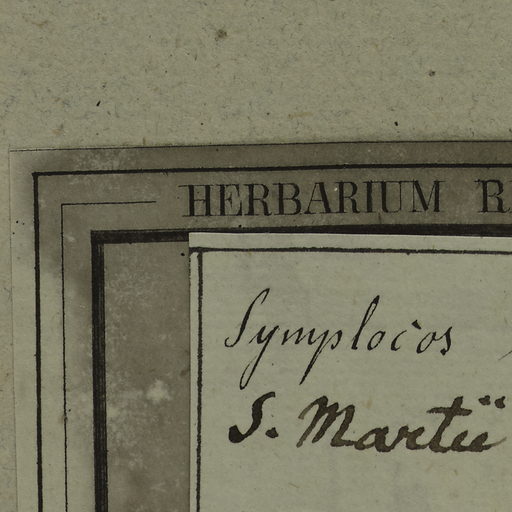 HERBARIUM R
Symplocos
S. Martii